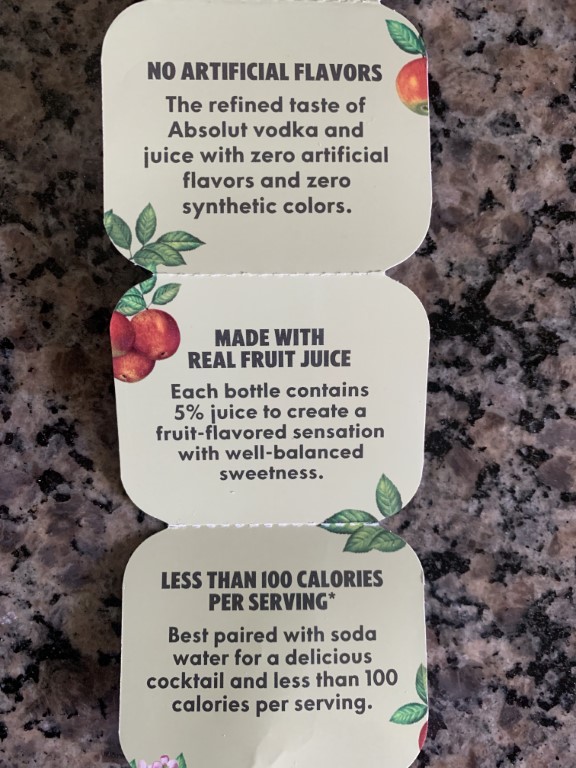 NO ARTIFICIAL FLAVORS
The refined taste of
Absolut vodka and
juice with zero artificial
flavors and zero
synthetic colors.
MADE WITH
REAL FRUIT JUICE
Each bottle contains
5% juice to create a
fruit-flavored sensation
with well-balanced
sweetness.
LESS THAN 100 CALORIES
PER SERVING*
Best paired with soda
water for a delicious
cocktail and less than 100
calories per serving.